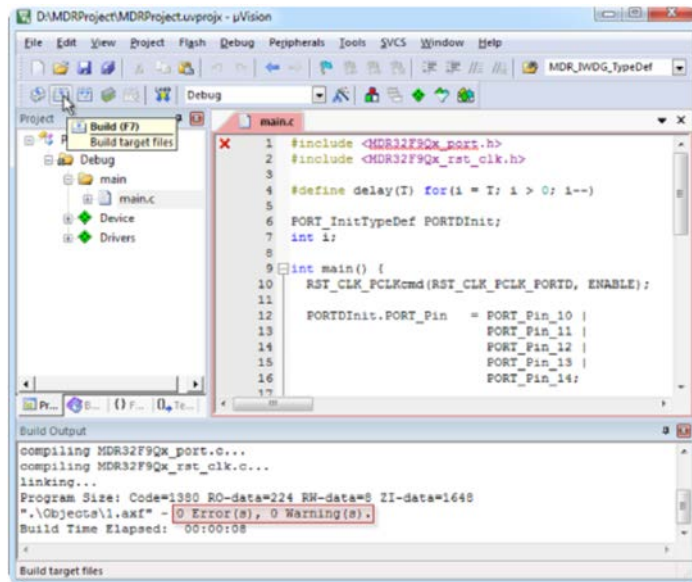 D:\MDRProject\MDRProject.uvprojx - µVision
File Edit View Project Flash Debug Peripherals Tools SVCS Window Help
MDR_IWDG_TypeDef
Debug
Project
Build (F7)
Build target files
Debug
main
main.c
Device
Drivers
Pr...
F...
Te...
main.c
1 #include <MDR32F9Qx_port.h>
2 #include <MDR32F9Qx_rst_clk.h>
3
4 #define delay(T) for(i = T; i > 0; i--)
5
6 PORT_InitTypeDef PORTDInit;
7 int i;
8
9 int main() {
10 RST_CLK_PCLKcmd(RST_CLK_PCLK_PORTD, ENABLE);
11
12 PORTDInit.PORT_Pin = PORT_Pin_10 |
13 PORT_Pin_11 |
14 PORT_Pin_12 |
15 PORT_Pin_13 |
16 PORT_Pin_14;
17
Build Output
compiling MDR32F9Qx_port.c...
compiling MDR32F9Qx_rst_clk.c...
linking...
Program Size: Code=1380 RO-data=224 RW-data=8 ZI-data=1648
".\Objects\1.axf" - 0 Error(s), 0 Warning(s).
Build Time Elapsed: 00:00:08
Build target files